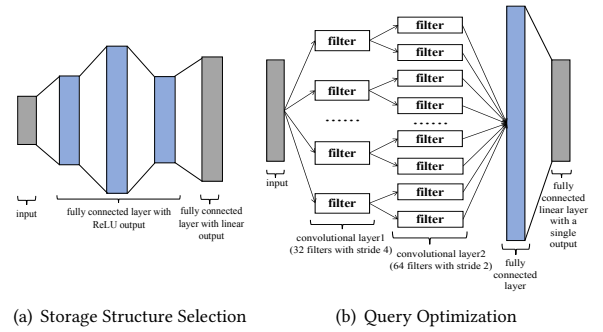 input
fully connected layer with
ReLU output
fully connected
layer with linear
output
(a) Storage Structure Selection
filter
filter
......
filter
filter
filter
filter
filter
filter
......
filter
filter
filter
filter
input
convolutional layer1
(32 filters with stride 4)
convolutional layer2
(64 filters with stride 2)
fully
connected
layer
fully
connected
linear layer
with a
single
output
(b) Query Optimization